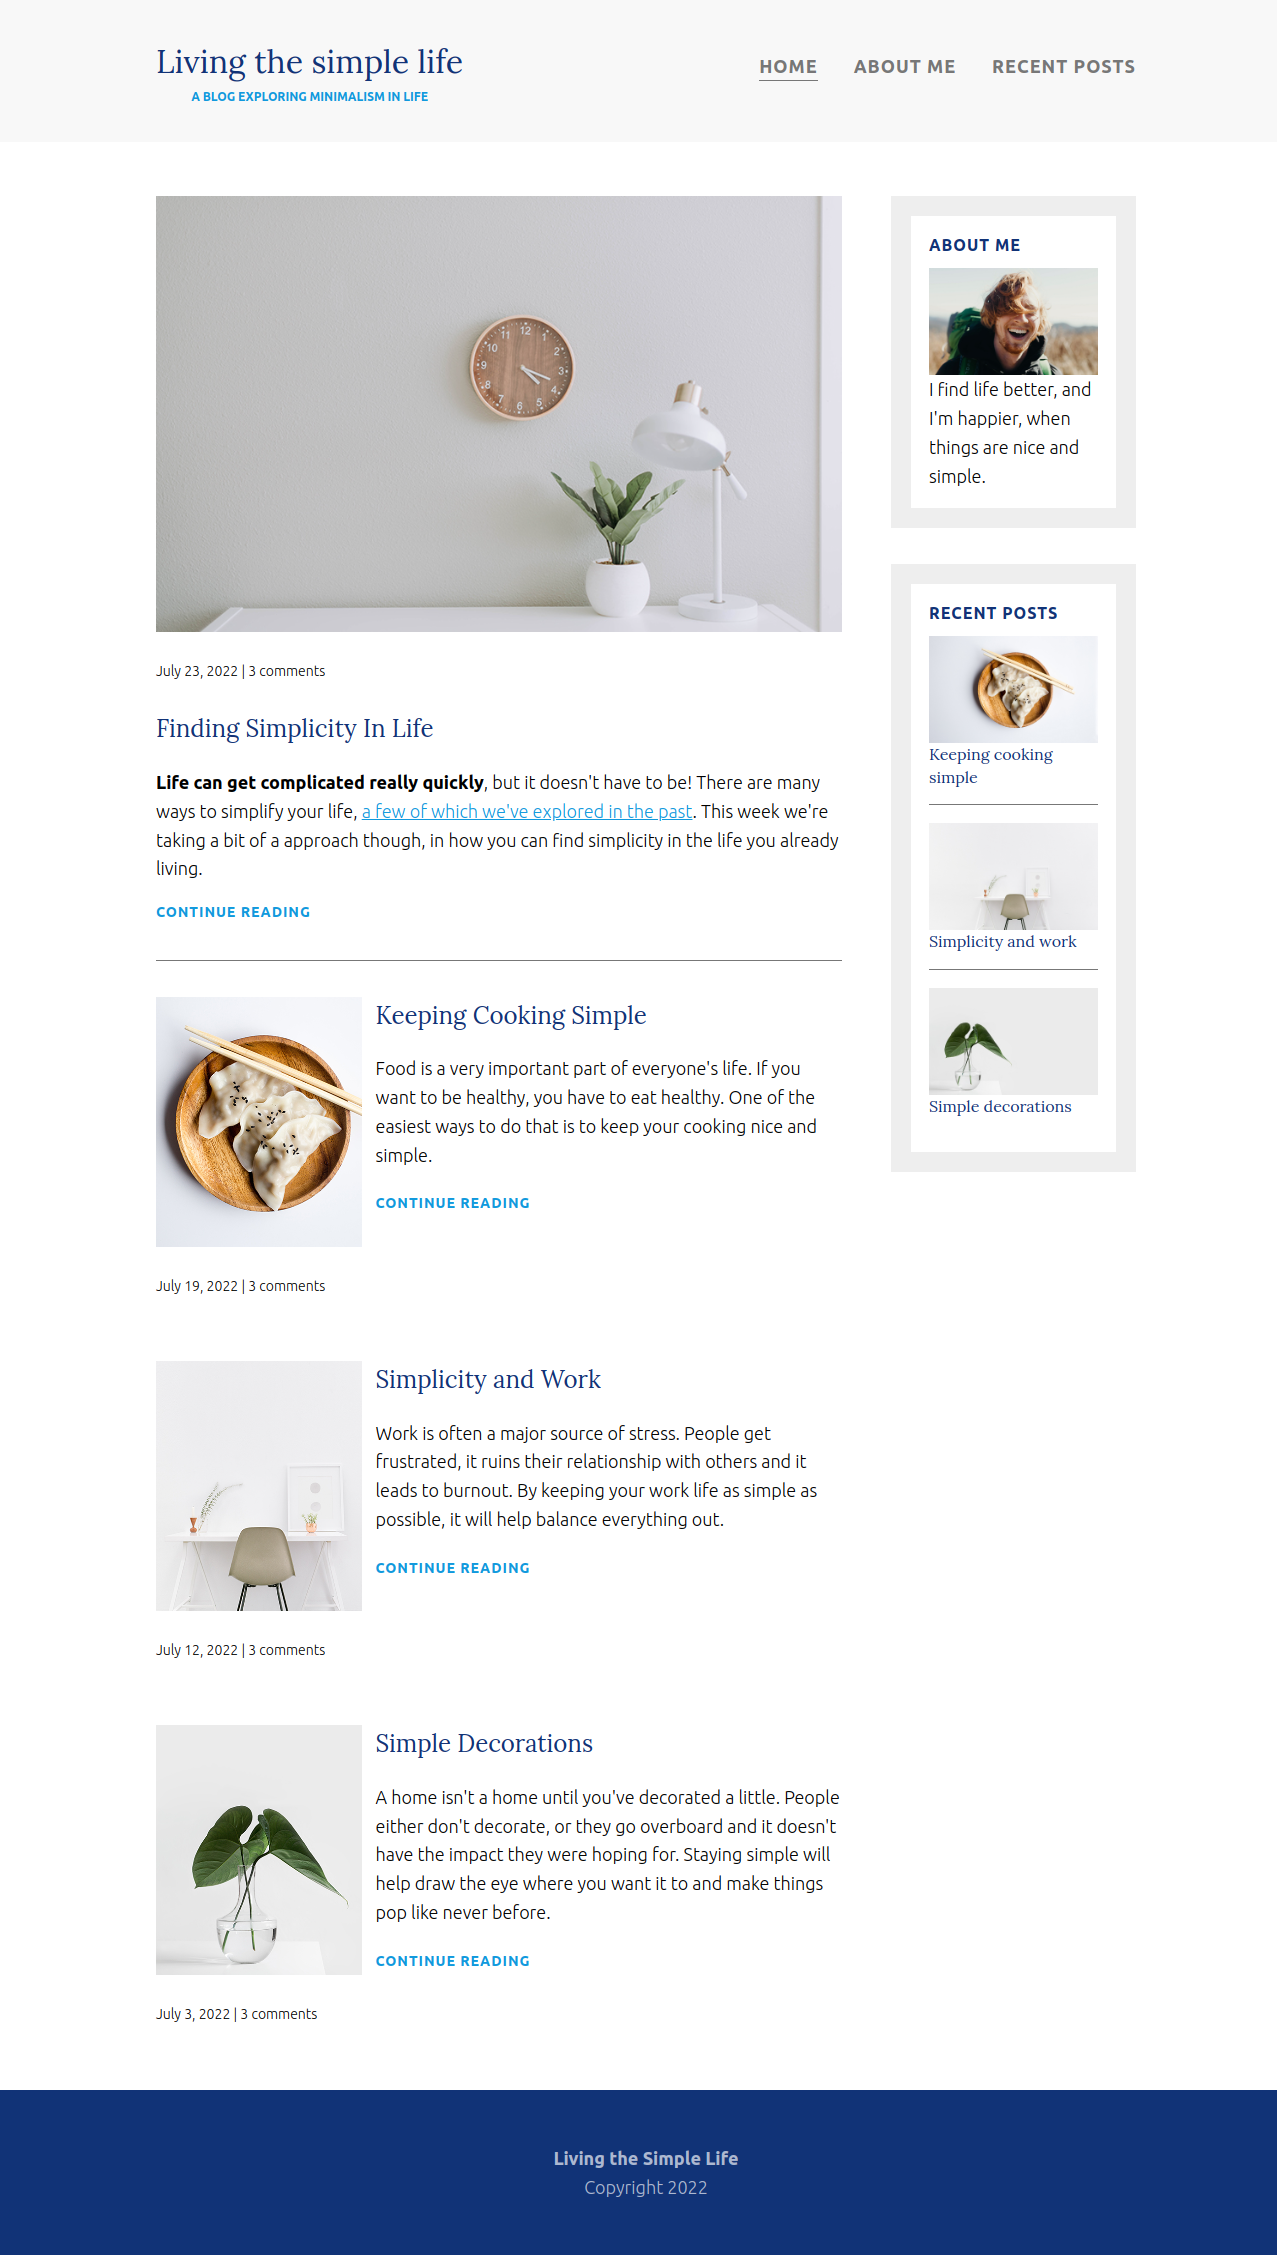 Living the simple life
A BLOG EXPLORING MINIMALISM IN LIFE
HOME ABOUT ME RECENT POSTS
July 23, 2022 | 3 comments
Finding Simplicity In Life
Life can get complicated really quickly, but it doesn't have to be! There are many
ways to simplify your life, a few of which we've explored in the past. This week we're
taking a bit of a approach though, in how you can find simplicity in the life you already
living.
CONTINUE READING
Keeping Cooking Simple
Food is a very important part of everyone's life. If you
want to be healthy, you have to eat healthy. One of the
easiest ways to do that is to keep your cooking nice and
simple.
CONTINUE READING
July 19, 2022 | 3 comments
Simplicity and Work
Work is often a major source of stress. People get
frustrated, it ruins their relationship with others and it
leads to burnout. By keeping your work life as simple as
possible, it will help balance everything out.
CONTINUE READING
July 12, 2022 | 3 comments
Simple Decorations
A home isn't a home until you've decorated a little. People
either don't decorate, or they go overboard and it doesn't
have the impact they were hoping for. Staying simple will
help draw the eye where you want it to and make things
pop like never before.
CONTINUE READING
July 3, 2022 | 3 comments
ABOUT ME
I find life better, and
I'm happier, when
things are nice and
simple.
RECENT POSTS
Keeping cooking
simple
Simplicity and work
Simple decorations
Living the Simple Life
Copyright 2022